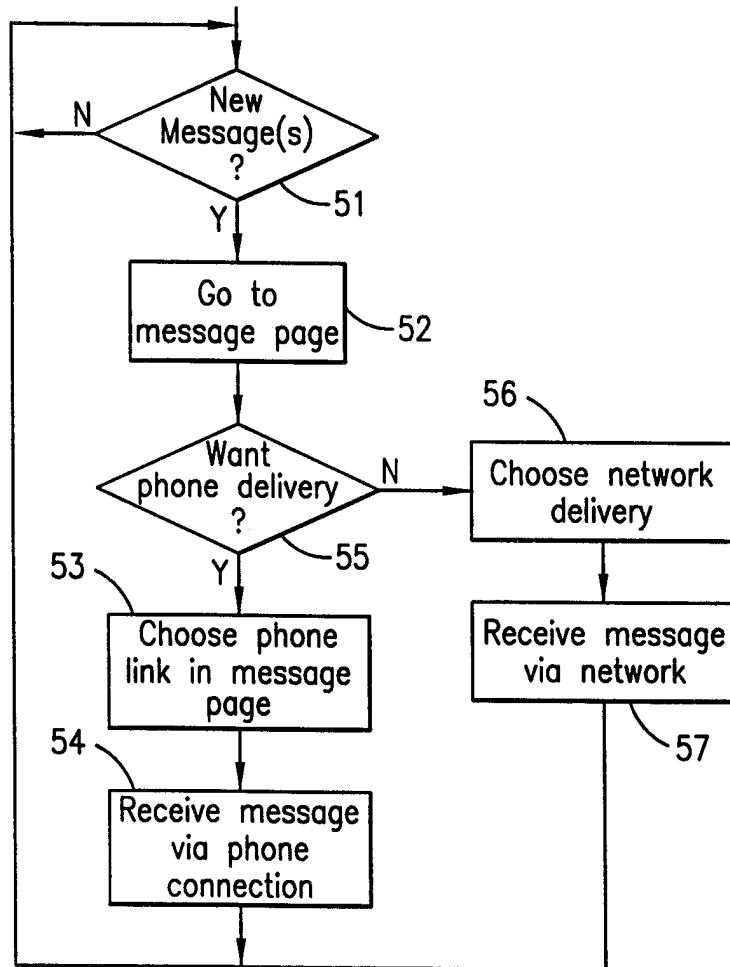 New
Message(s)
?
N
51
Y
Go to
message page
52
Want
phone delivery
?
N
55
Y
56
Choose network
delivery
53
Choose phone
link in message
page
Receive message
via network
57
54
Receive message
via phone
connection